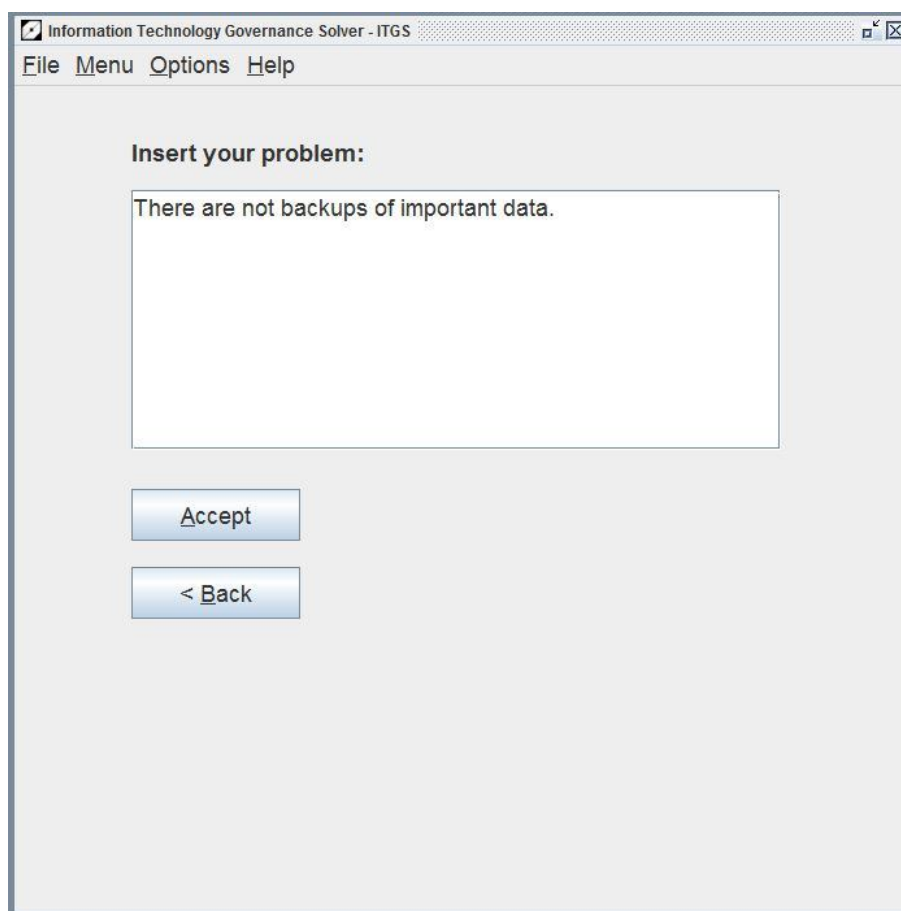 Information Technology Governance Solver - ITGS
File Menu Options Help
Insert your problem:
There are not backups of important data.
Accept
< Back